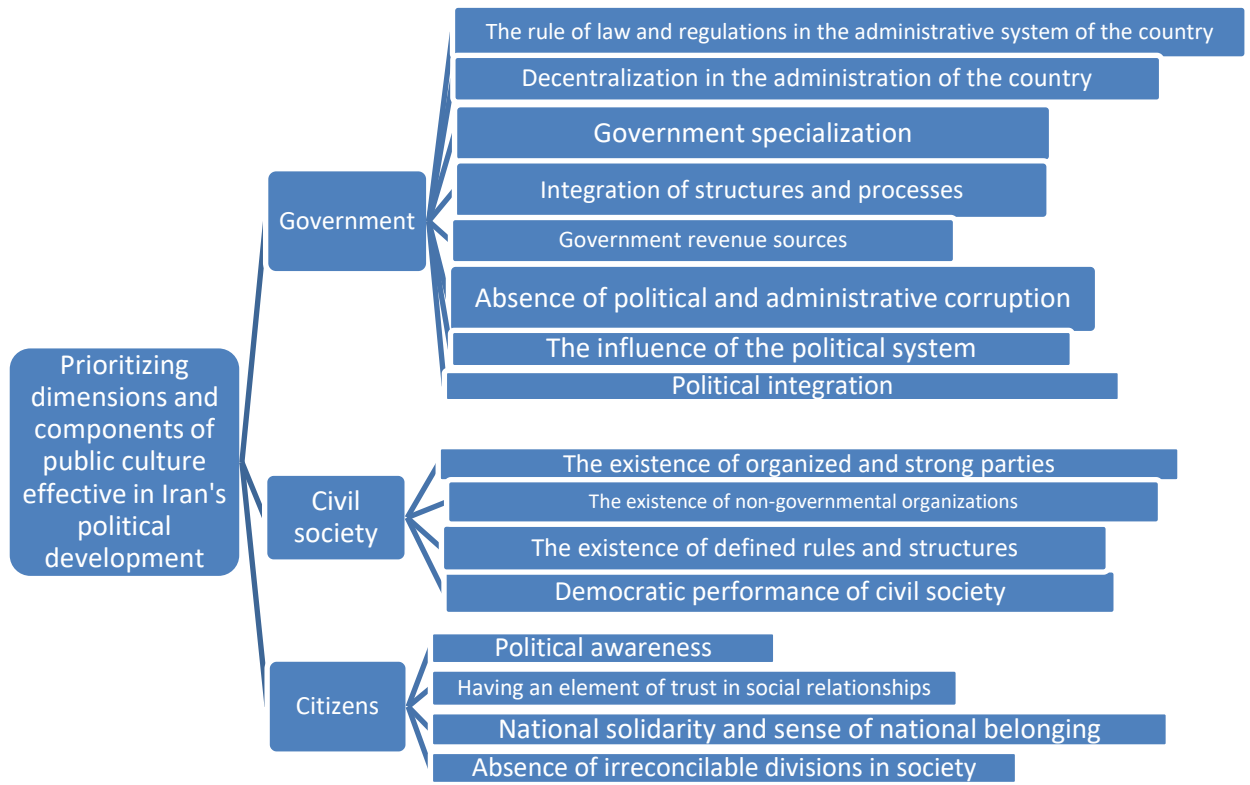 Prioritizing
dimensions and
components of
public culture
effective in Iran's
political
development
Government
The rule of law and regulations in the administrative system of the country
Decentralization in the administration of the country
Government specialization
Integration of structures and processes
Government revenue sources
Absence of political and administrative corruption
The influence of the political system
Political integration
Civil
society
The existence of organized and strong parties
The existence of non-governmental organizations
The existence of defined rules and structures
Democratic performance of civil society
Citizens
Political awareness
Having an element of trust in social relationships
National solidarity and sense of national belonging
Absence of irreconcilable divisions in society